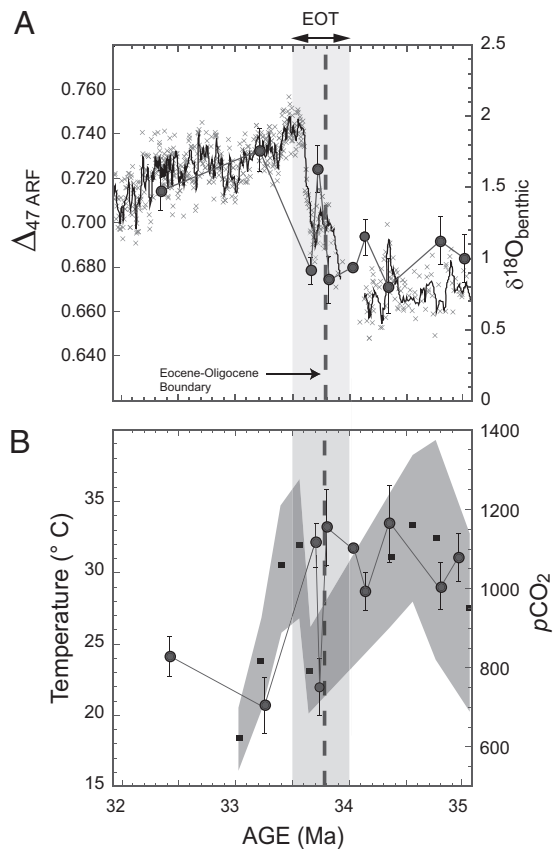 EOT
A
2.5
0.760
2
0.740
0.720
1.5
0.700
1
0.680
0.660
0.5
0.640
0
Δ47 ARF
δ18Obenthic
Eocene-Oligocene
Boundary
B
1400
35
1200
30
1000
25
800
20
600
15
Temperature (° C)
pCO2
32
33
34
35
AGE (Ma)